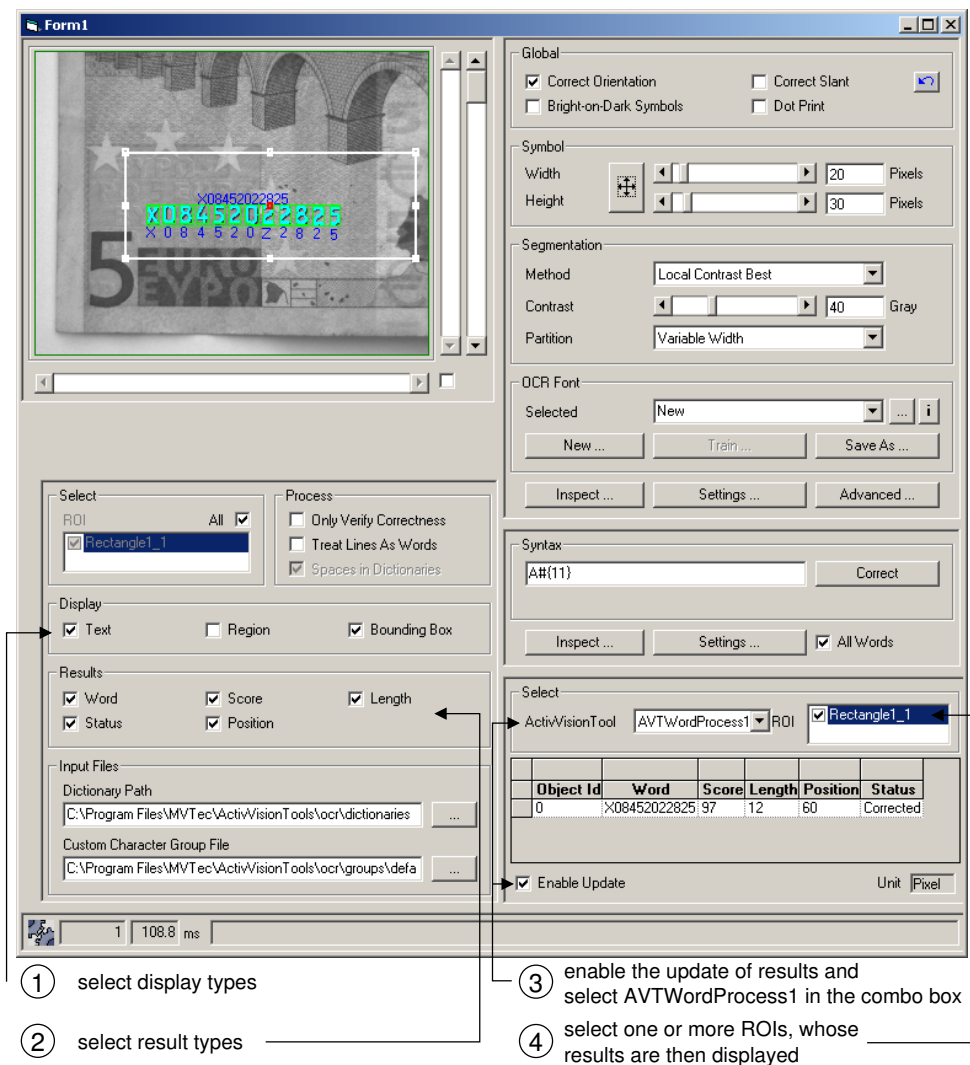 Form1
X08452022825
X08452022825
X 0 8 4 5 2 0 Z 2 8 2 5
5 EURO
EYPO
Global
Correct Orientation
Correct Slant
Bright-on-Dark Symbols
Dot Print
Symbol
Width
20
Pixels
Height
30
Pixels
Segmentation
Method
Local Contrast Best
Contrast
40
Gray
Partition
Variable Width
OCR Font
Selected
New
...
i
New ...
Train ...
Save As ...
Inspect ...
Settings ...
Advanced ...
Select
ROI
All
Rectangle1_1
Process
Only Verify Correctness
Treat Lines As Words
Spaces in Dictionaries
Display
Text
Region
Bounding Box
Results
Word
Score
Length
Status
Position
Input Files
Dictionary Path
C:\Program Files\MVTec\ActivVisionTools\ocr\dictionaries
...
Custom Character Group File
C:\Program Files\MVTec\ActivVisionTools\ocr\groups\defa
...
Syntax
A#{11}
Correct
Inspect ...
Settings ...
All Words
Select
ActivVisionTool
AVTWordProcess1
ROI
Rectangle1_1
Object Id Word Score Length Position Status
0 X08452022825 97 12 60 Corrected
Enable Update
Unit
Pixel
1
108.8 ms
1 select display types
2 select result types
3 enable the update of results and
select AVTWordProcess1 in the combo box
4 select one or more ROIs, whose
results are then displayed